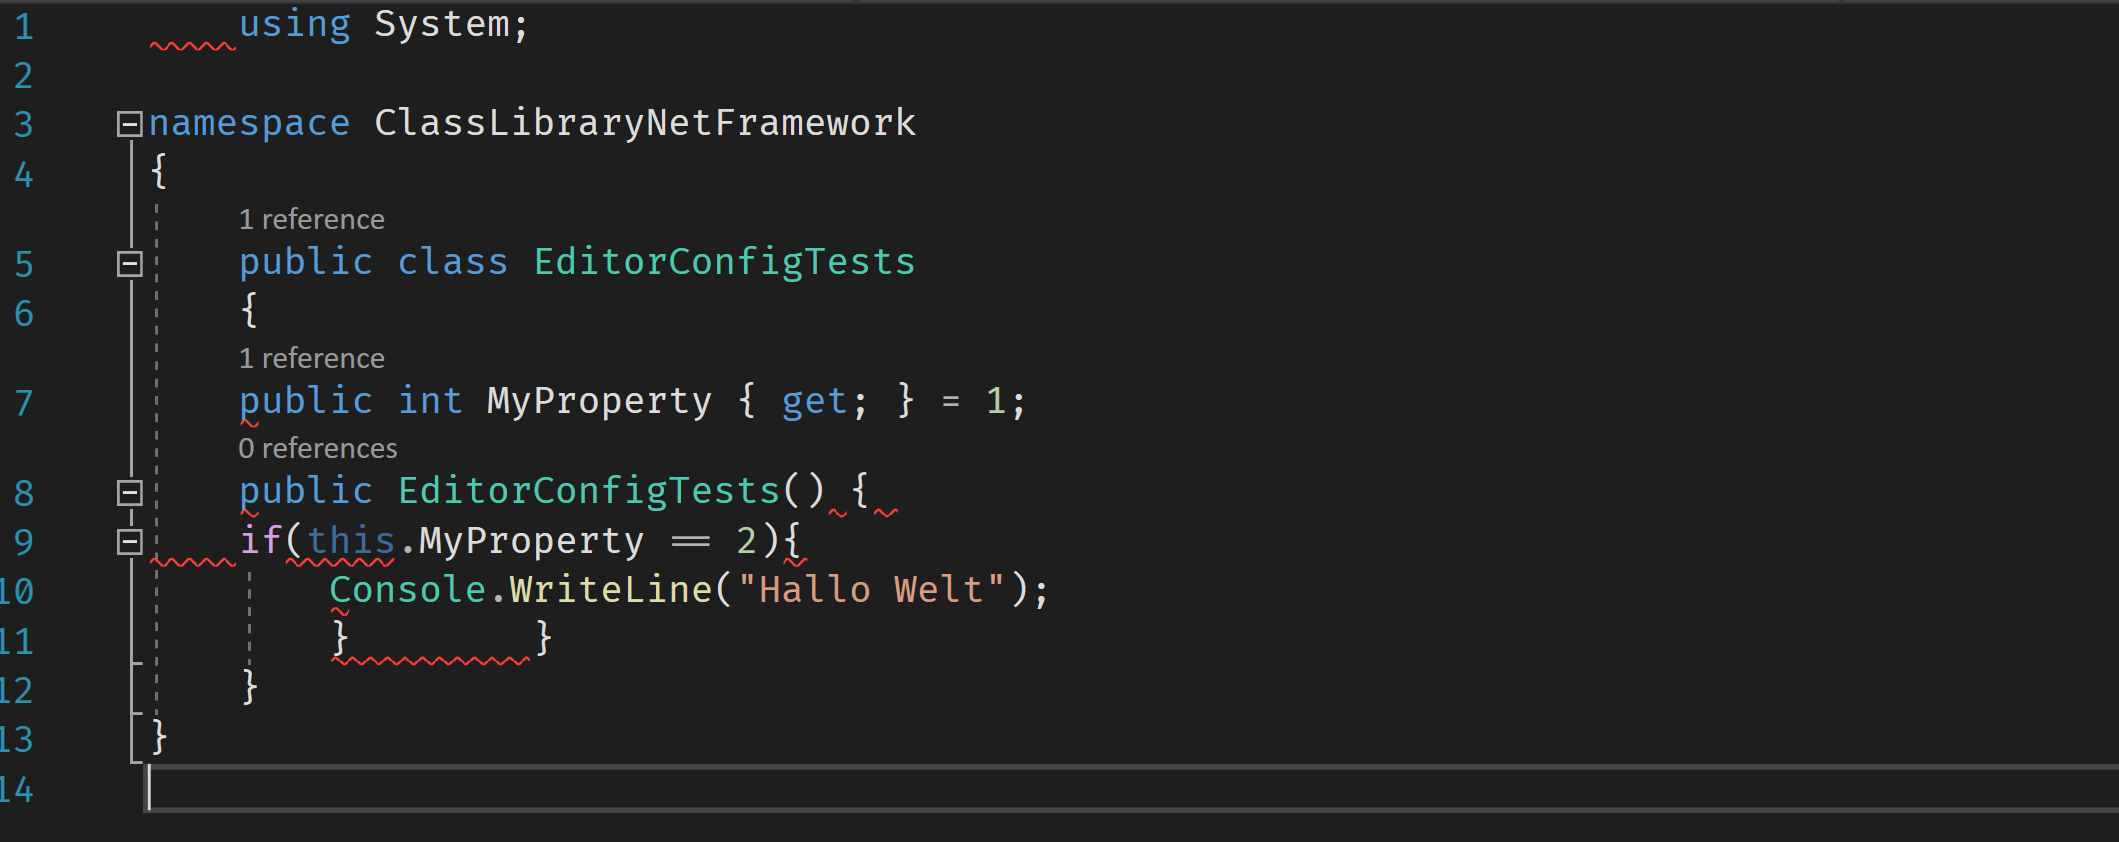 1 using System;
2
3 namespace ClassLibraryNetFramework
4 {
1 reference
5 public class EditorConfigTests
6 {
1 reference
7 public int MyProperty { get; } = 1;
0 references
8 public EditorConfigTests() {
9 if(this.MyProperty == 2){
10 Console.WriteLine("Hallo Welt");
11 } }
12 }
13 }
14